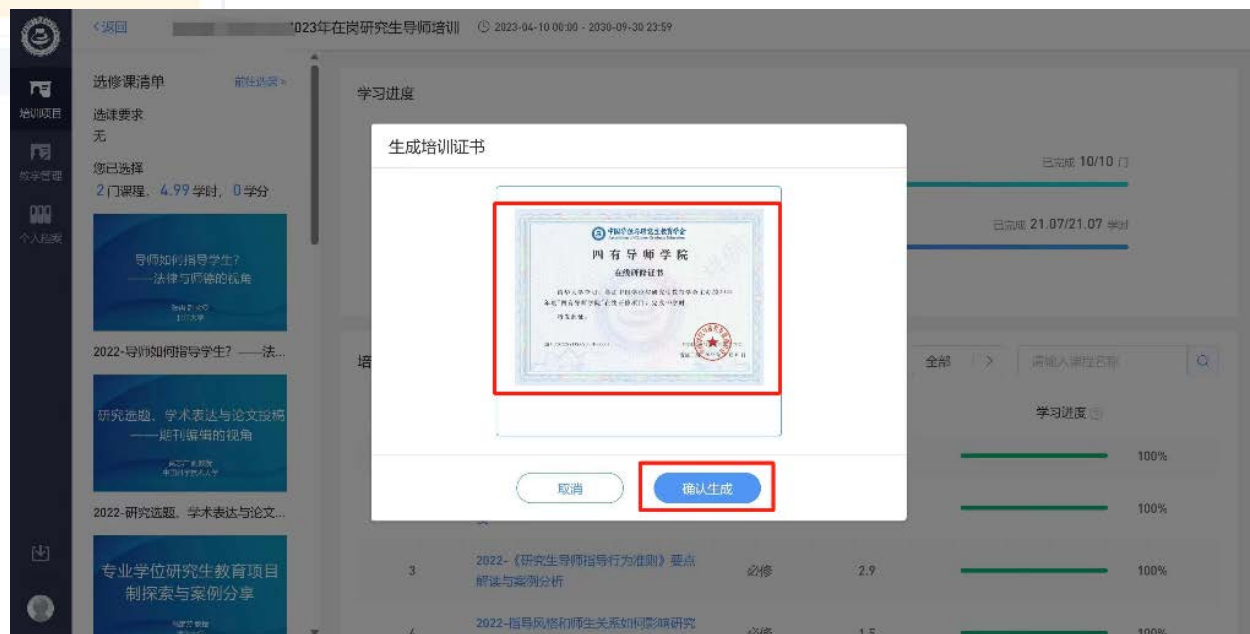 <返回
023年在岗研究生导师培训
2023-04-10 00:00 - 2030-09-30 23:59
培训项目
教学管理
选修课清单
前往选课>
选课要求
无
您已选择
2门课程，4.99学时，0学分
导师如何指导学生？
——法律与师德的视角
2022-导师如何指导学生？——法...
研究选题、学术表达与论文投稿
——期刊编辑的视角
2022-研究选题、学术表达与论文...
专业学位研究生教育项目
制探索与案例分享
学习进度
已完成 10/10 门
已完成 21.07/21.07 学时
生成培训证书
中国学位与研究生教育学会
四有导师学院
在线研修证书
取消
确认生成
培
全部
>
请输入课程名称
学习进度
100%
100%
3
2022-《研究生导师指导行为准则》要点
解读与案例分析
必修
2.9
100%
2022-指导风格和师生关系如何影响研究
必修
1.5
100%